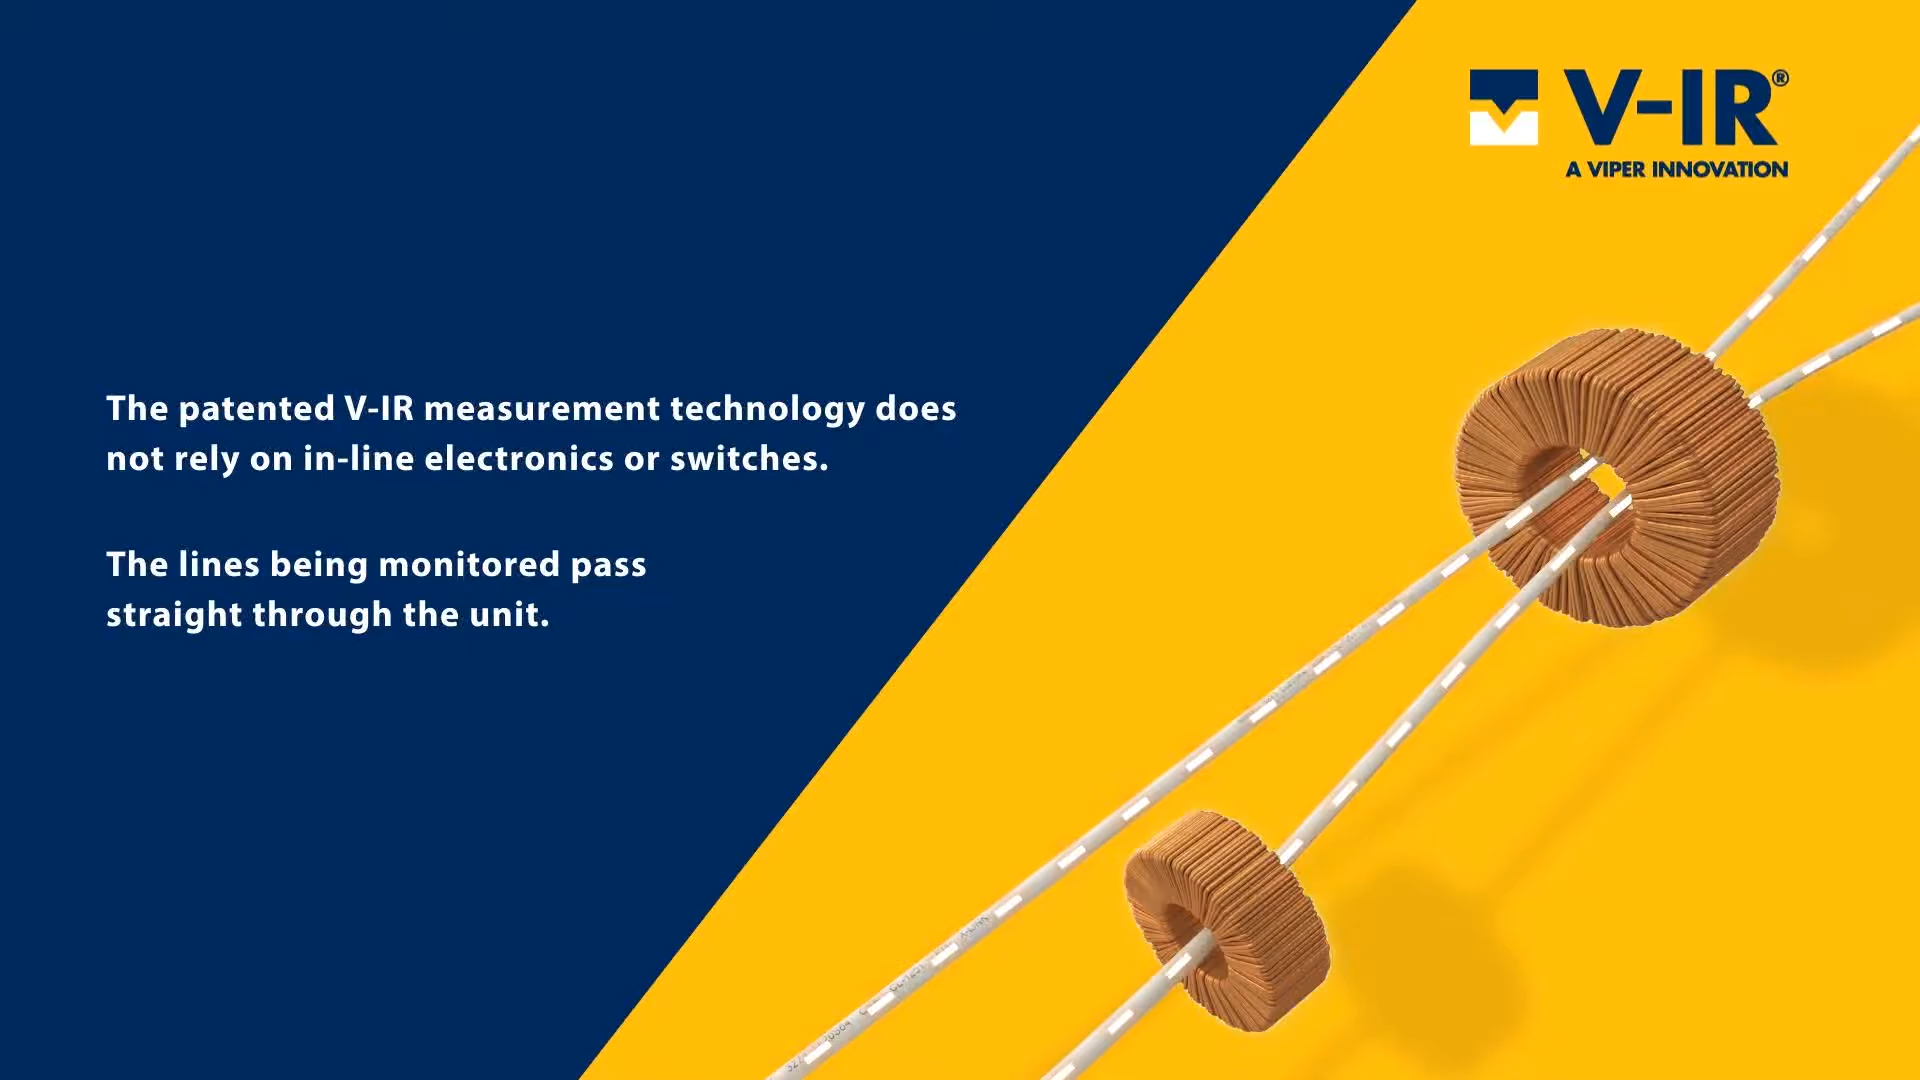 V-IR®
A VIPER INNOVATION
The patented V-IR measurement technology does
not rely on in-line electronics or switches.
The lines being monitored pass
straight through the unit.